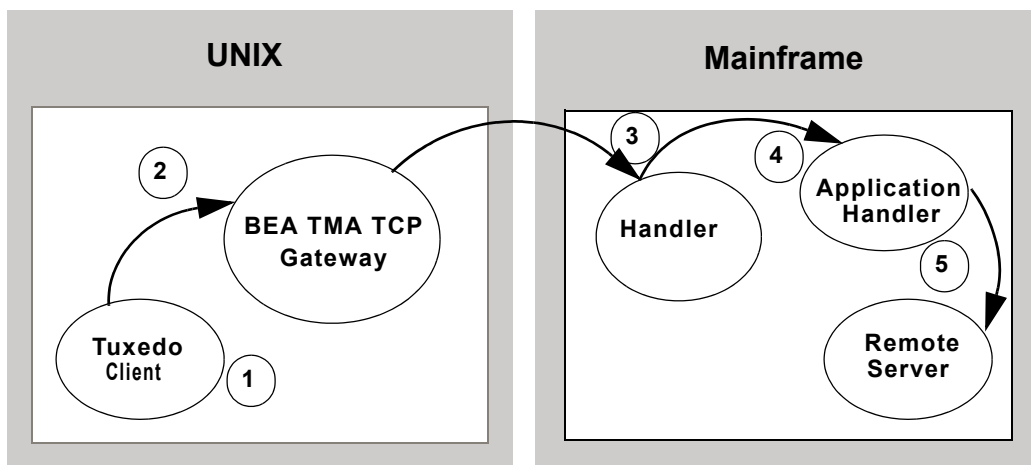 UNIX
2
BEA TMA TCP
Gateway
Tuxedo
Client
1
Mainframe
3
4
Handler
Application
Handler
5
Remote
Server